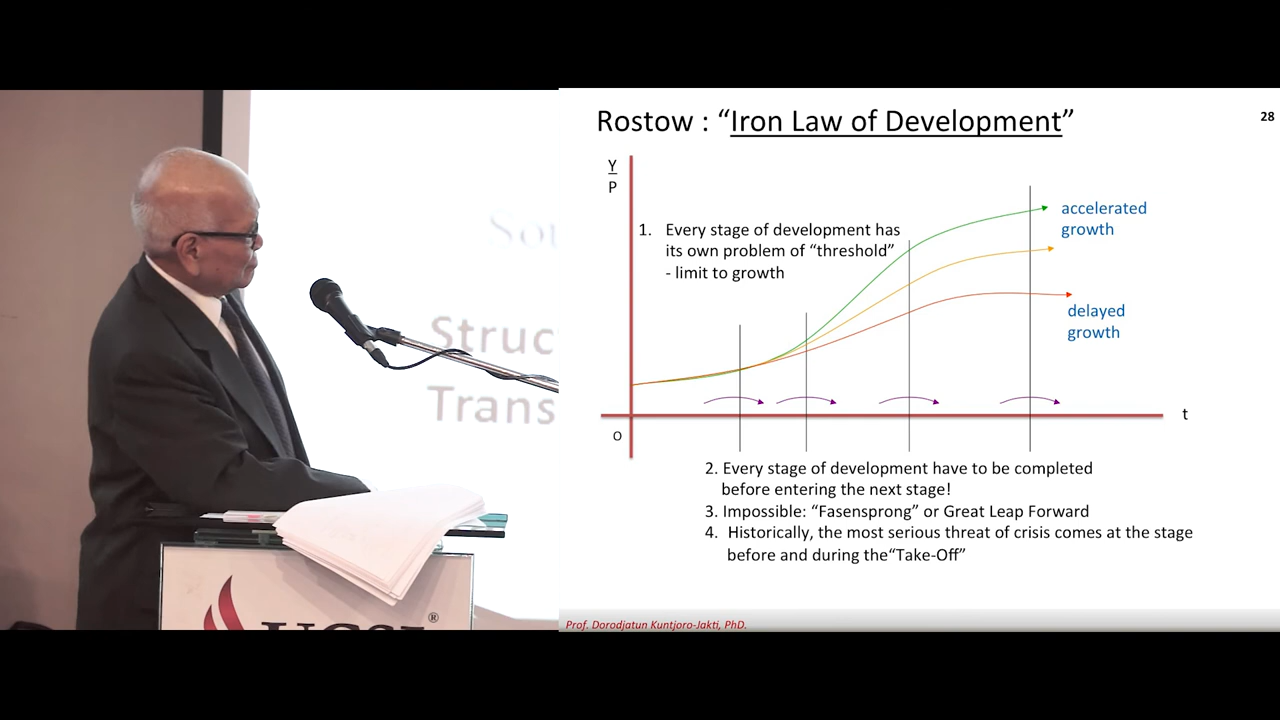 Sou
Struc
Trans
UCSI
®
Rostow : “Iron Law of Development”
28
Y
P
1. Every stage of development has
its own problem of “threshold”
- limit to growth
accelerated
growth
delayed
growth
t
O
2. Every stage of development have to be completed
before entering the next stage!
3. Impossible: “Fasensprong” or Great Leap Forward
4. Historically, the most serious threat of crisis comes at the stage
before and during the“Take-Off”
Prof. Dorodjatun Kuntjoro-Jakti, PhD.